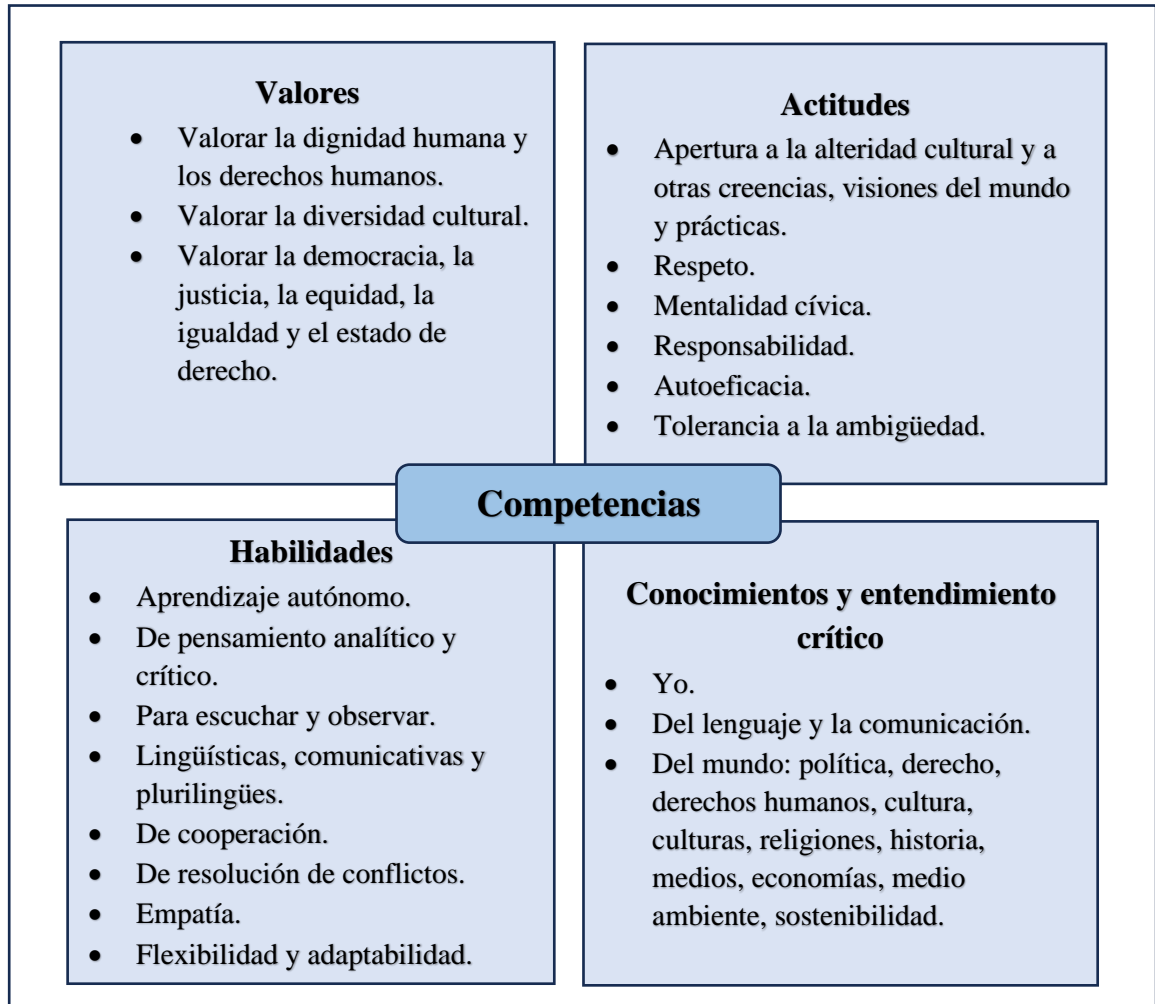 Valores
• Valorar la dignidad humana y
los derechos humanos.
• Valorar la diversidad cultural.
• Valorar la democracia, la
justicia, la equidad, la
igualdad y el estado de
derecho.
Actitudes
• Apertura a la alteridad cultural y a
otras creencias, visiones del mundo
y prácticas.
• Respeto.
• Mentalidad cívica.
• Responsabilidad.
• Autoeficacia.
• Tolerancia a la ambigüedad.
Competencias
Habilidades
• Aprendizaje autónomo.
• De pensamiento analítico y
crítico.
• Para escuchar y observar.
• Lingüísticas, comunicativas y
plurilingües.
• De cooperación.
• De resolución de conflictos.
• Empatía.
• Flexibilidad y adaptabilidad.
Conocimientos y entendimiento
crítico
• Yo.
• Del lenguaje y la comunicación.
• Del mundo: política, derecho,
derechos humanos, cultura,
culturas, religiones, historia,
medios, economías, medio
ambiente, sostenibilidad.